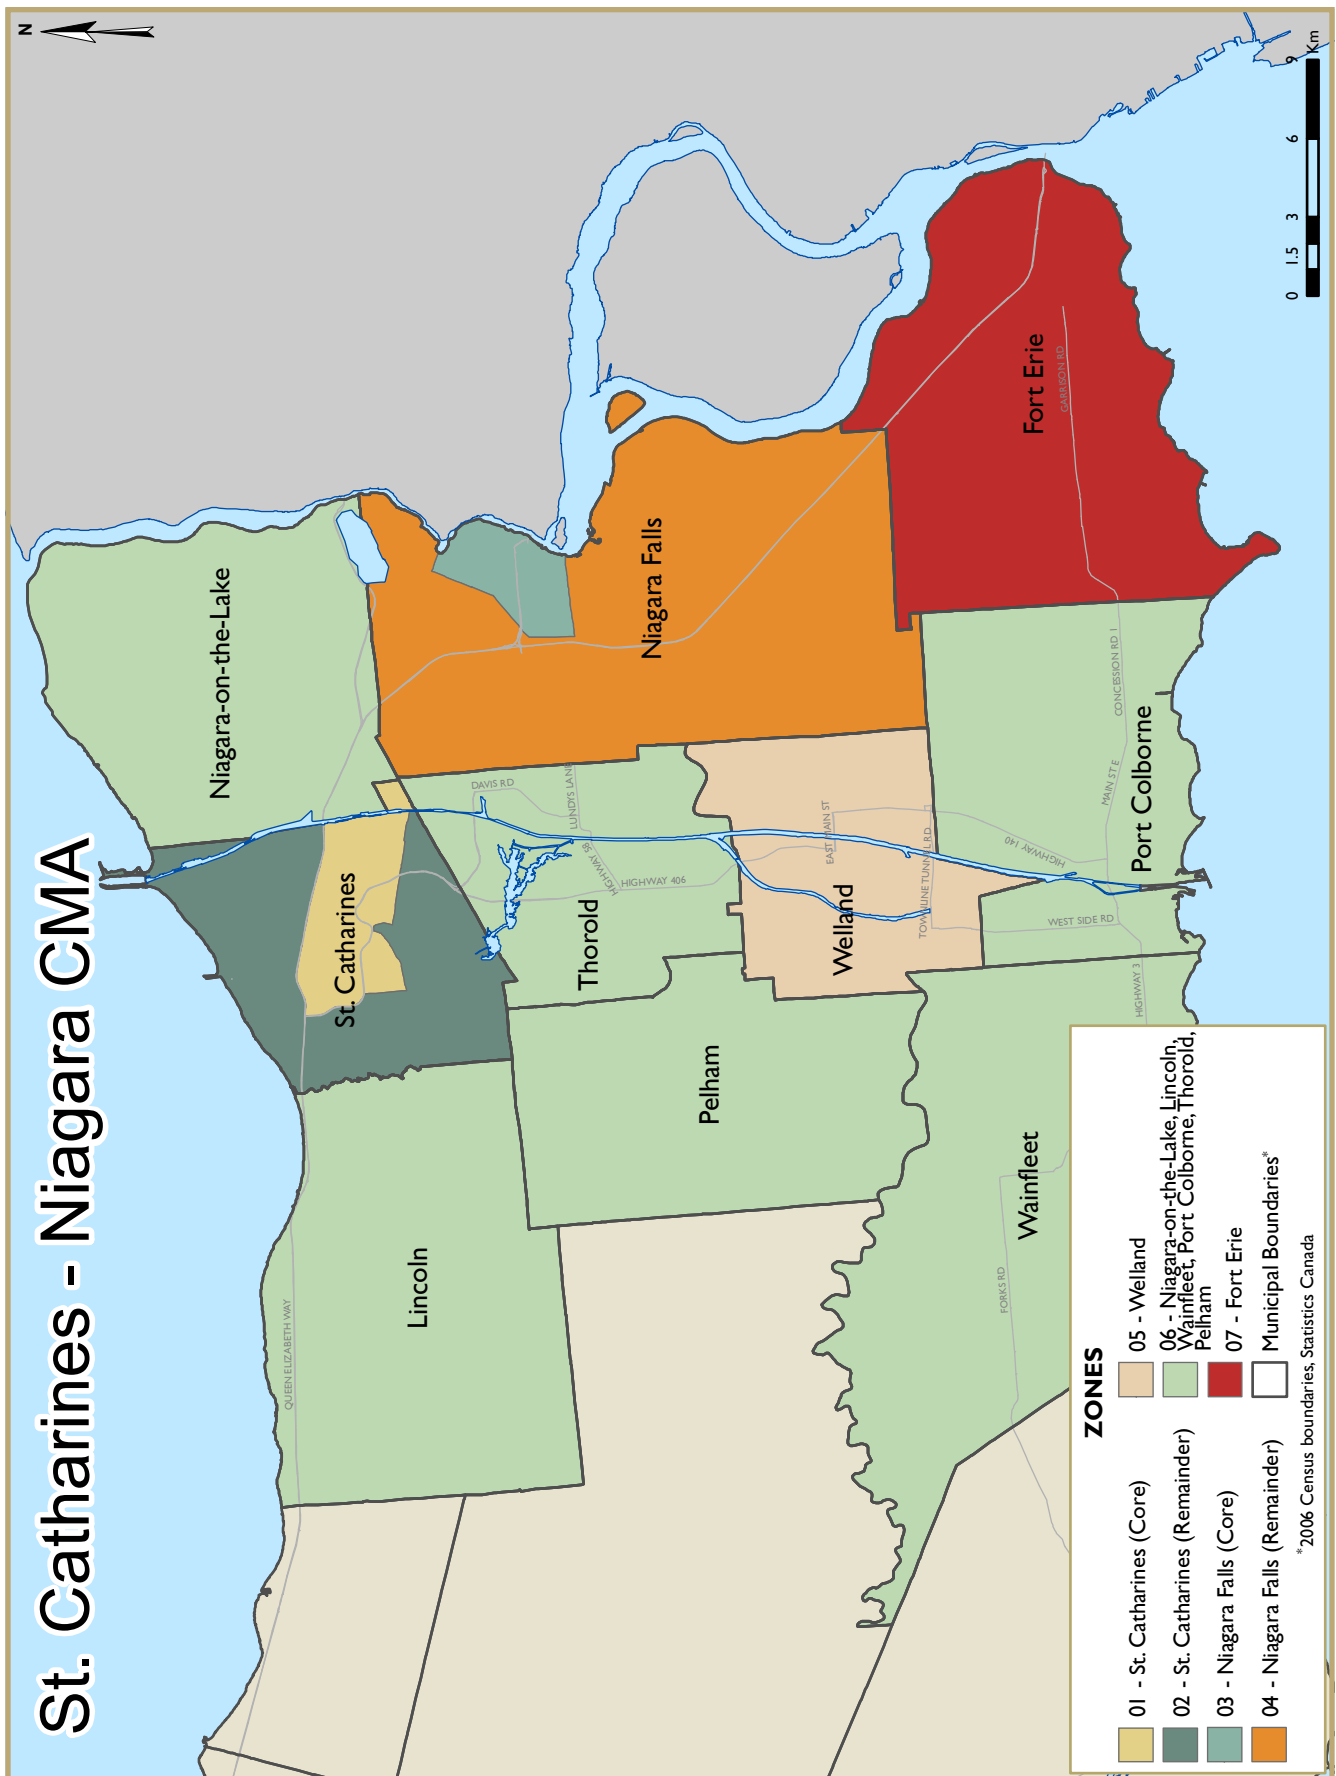 St. Catharines - Niagara CMA
N
Niagara-on-the-Lake
St. Catharines
QUEEN ELIZABETH WAY
Lincoln
DAVIS RD
LUNDYS LANE
HIGHWAY 58
HIGHWAY 406
Thorold
Niagara Falls
Pelham
EAST MAIN ST
Welland
TOWNLINE TUNNEL RD
Fort Erie
GARRISON RD
HIGHWAY 140
WEST SIDE RD
CONCESSION RD 1
MAIN ST E
Port Colborne
HIGHWAY 3
Wainfleet
FORKS RD
ZONES
01 - St. Catharines (Core)
02 - St. Catharines (Remainder)
03 - Niagara Falls (Core)
04 - Niagara Falls (Remainder)
05 - Welland
06 - Niagara-on-the-Lake, Lincoln,
Wainfleet, Port Colborne, Thorold,
Pelham
07 - Fort Erie
Municipal Boundaries*
*2006 Census boundaries, Statistics Canada
0 1.5 3 6 9
Km